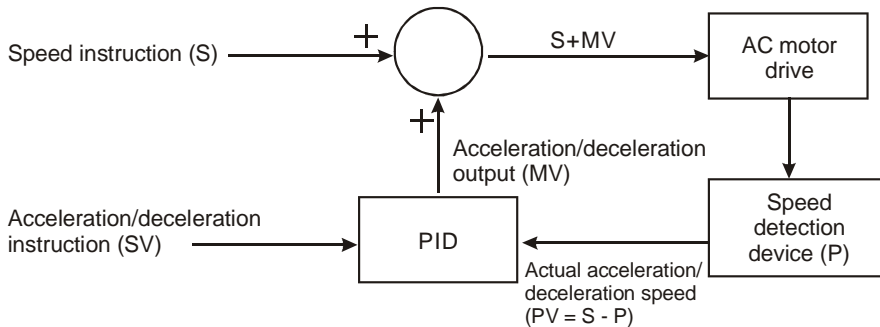 Speed instruction (S)
+
S+MV
AC motor
drive
+
Acceleration/deceleration
output (MV)
Acceleration/deceleration
instruction (SV)
PID
Speed
detection
device (P)
Actual acceleration/
deceleration speed
(PV = S - P)